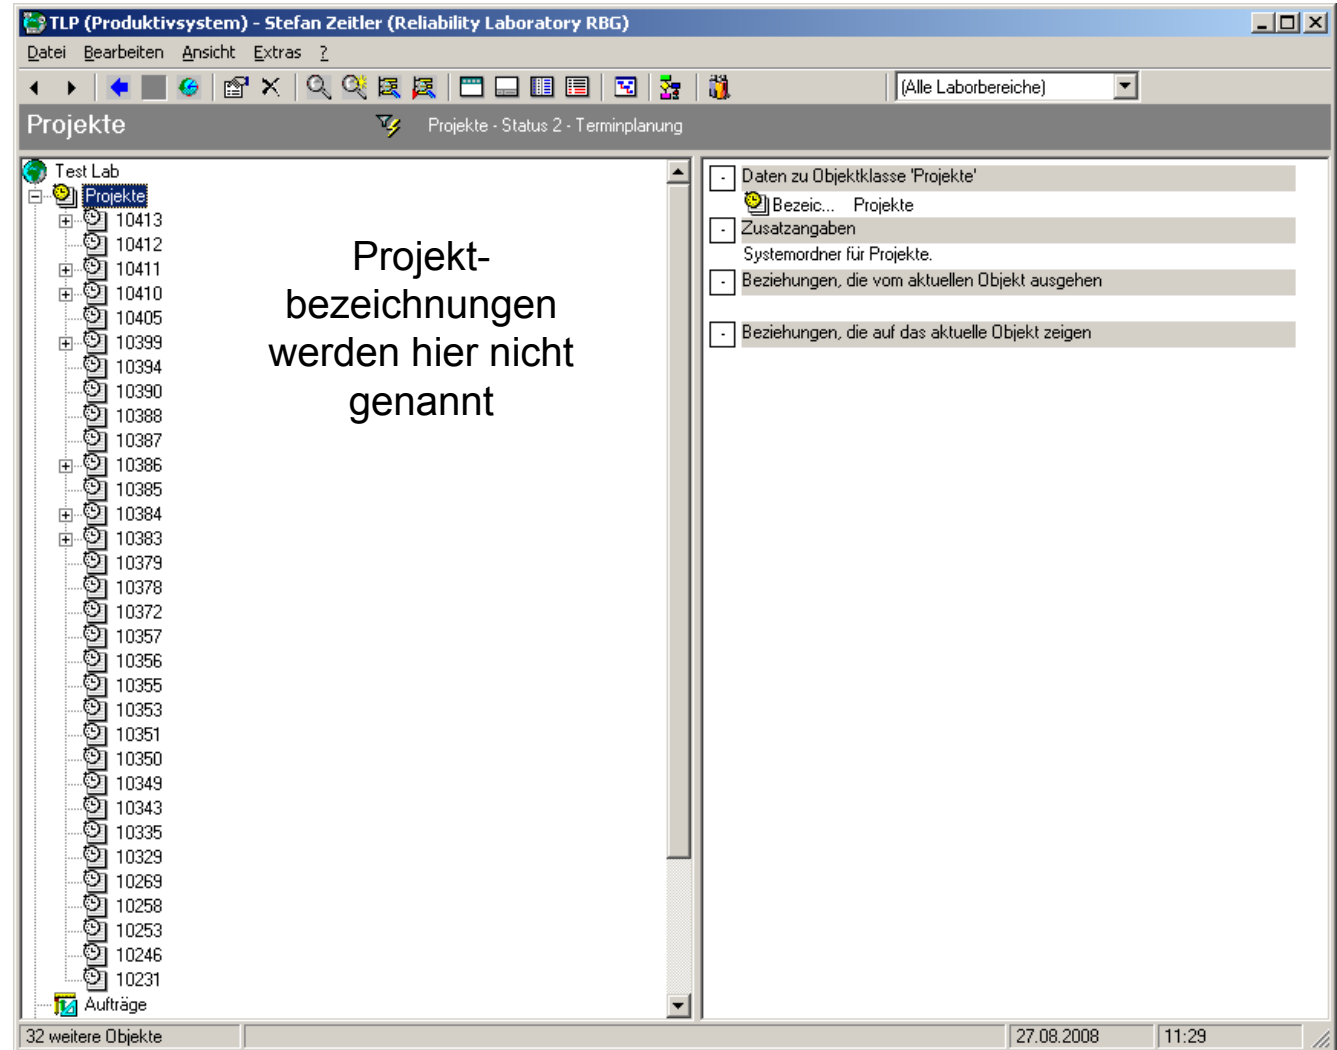 TLP (Produktivsystem) - Stefan Zeitler (Reliability Laboratory RBG)
Datei Bearbeiten Ansicht Extras ?
(Alle Laborbereiche)
Projekte
Projekte - Status 2 - Terminplanung
Test Lab
Projekte
10413
10412
10411
10410
10405
10399
10394
10390
10388
10387
10386
10385
10384
10383
10379
10378
10372
10357
10356
10355
10353
10351
10350
10349
10343
10335
10329
10269
10258
10253
10246
10231
Aufträge
Projekt-
bezeichnungen
werden hier nicht
genannt
Daten zu Objektklasse 'Projekte'
Bezeic... Projekte
Zusatzangaben
Systemordner für Projekte.
Beziehungen, die vom aktuellen Objekt ausgehen
Beziehungen, die auf das aktuelle Objekt zeigen
32 weitere Objekte
27.08.2008
11:29